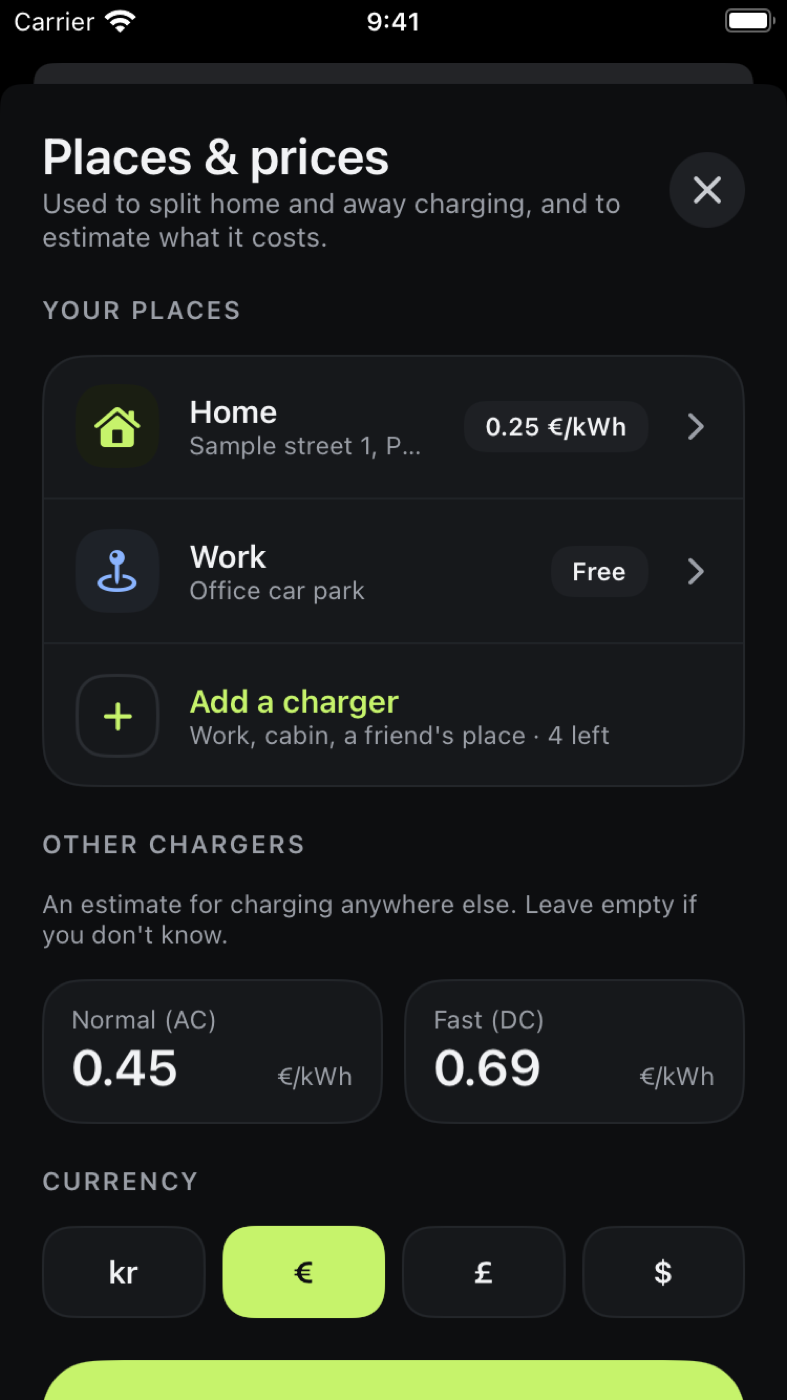 Carrier 9:41
Places & prices
Used to split home and away charging, and to
estimate what it costs.
YOUR PLACES
Home
Sample street 1, P...
0.25 €/kWh
Work
Office car park
Free
Add a charger
Work, cabin, a friend's place · 4 left
OTHER CHARGERS
An estimate for charging anywhere else. Leave empty if
you don't know.
Normal (AC)
0.45 €/kWh
Fast (DC)
0.69 €/kWh
CURRENCY
kr € £ $